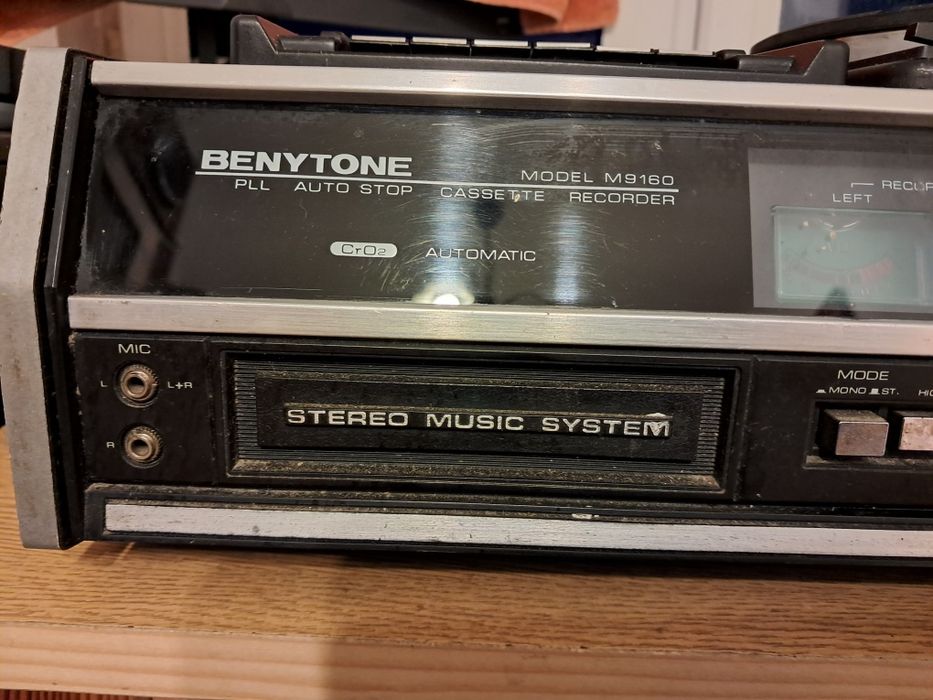 BENYTONE
MODEL M9160
PLL AUTO STOP CASSETTE RECORDER
CrO2 AUTOMATIC
LEFT
MIC
L L+R
R
STEREO MUSIC SYSTEM
MODE
MONO ST.